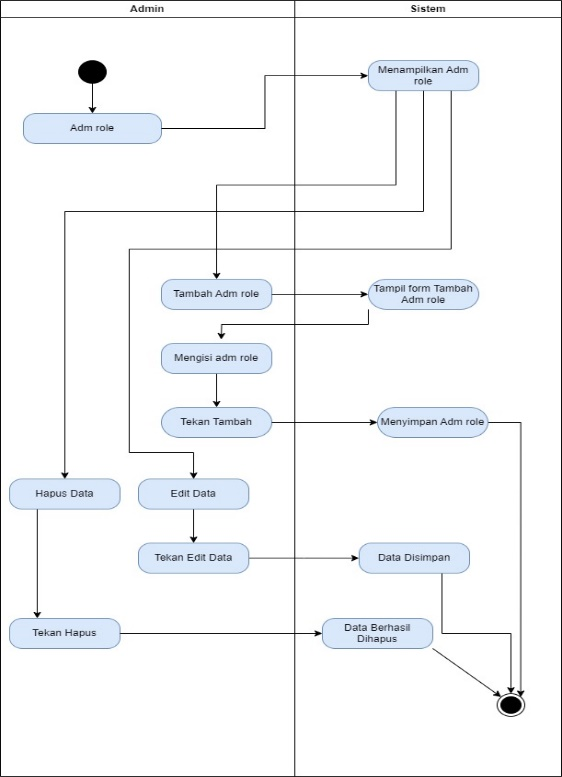 Admin
Sistem
Menampilkan Adm
role
Adm role
Tambah Adm role
Tampil form Tambah
Adm role
Mengisi adm role
Tekan Tambah
Menyimpan Adm role
Hapus Data
Edit Data
Tekan Edit Data
Data Disimpan
Tekan Hapus
Data Berhasil
Dihapus